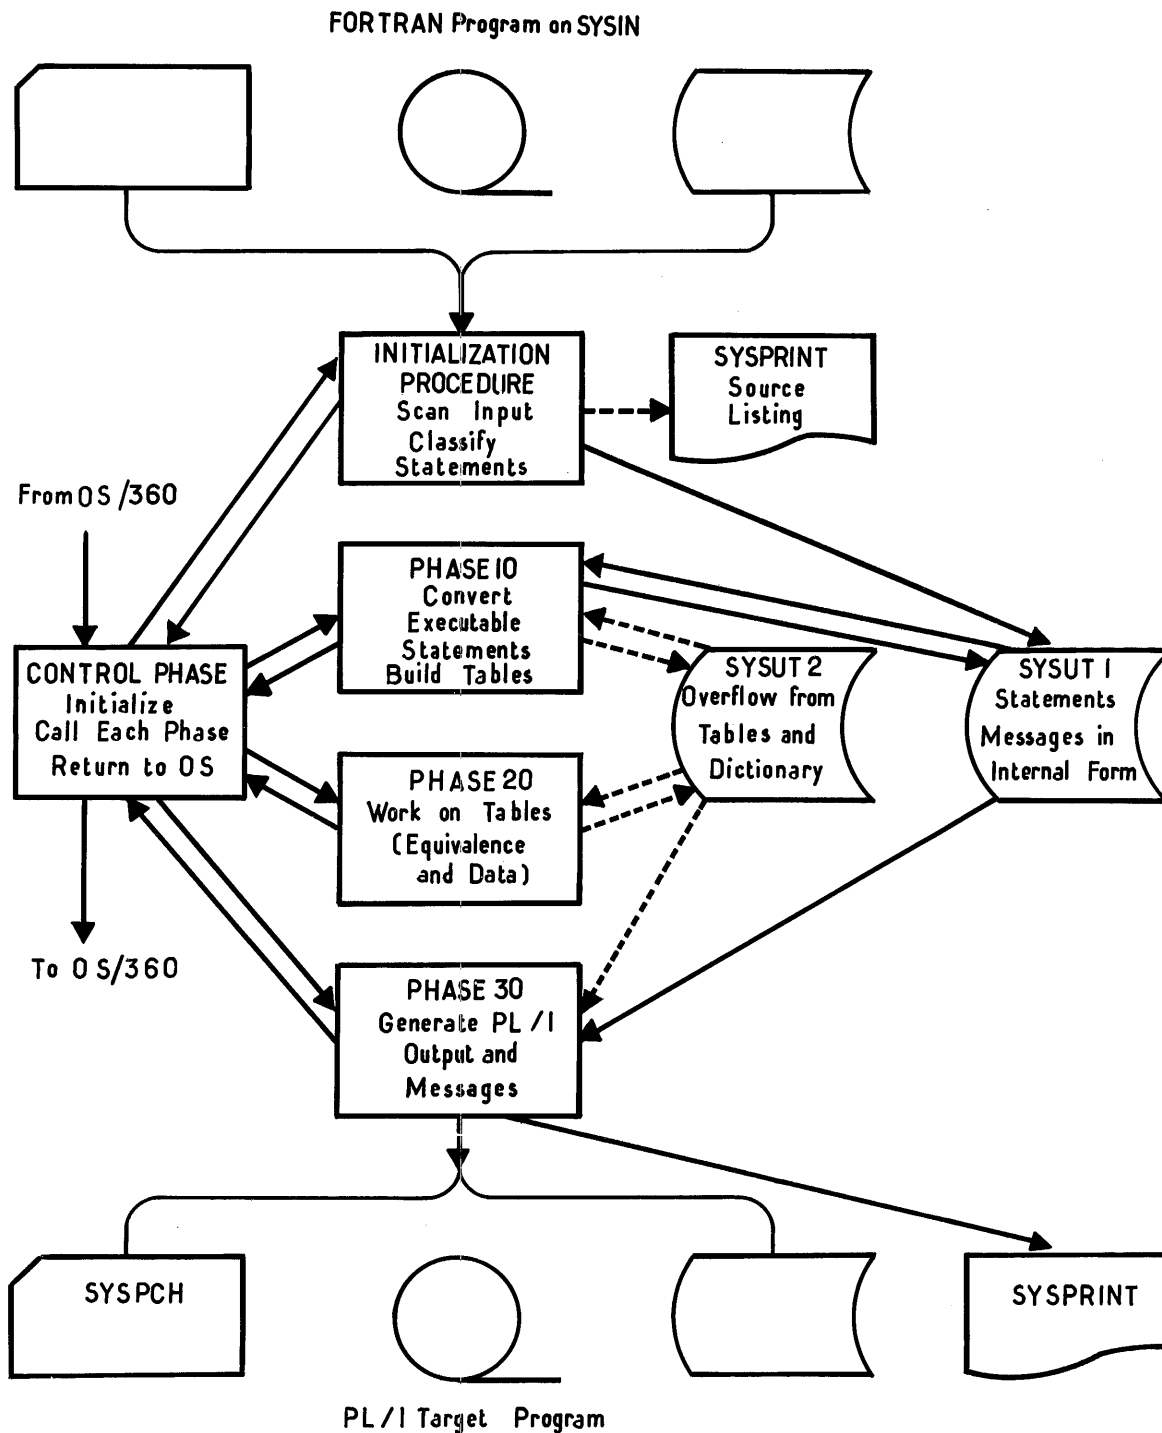 FORTRAN Program on SYSIN
INITIALIZATION
PROCEDURE
Scan Input
Classify
Statements
SYSPRINT
Source
Listing
From OS/360
PHASE 10
Convert
Executable
Statements
Build Tables
CONTROL PHASE
Initialize
Call Each Phase
Return to OS
SYSUT 2
Overflow from
Tables and
Dictionary
SYSUT 1
Statements
Messages in
Internal Form
PHASE 20
Work on Tables
(Equivalence
and Data)
To OS/360
PHASE 30
Generate PL/I
Output and
Messages
SYSPCH
SYSPRINT
PL/I Target Program